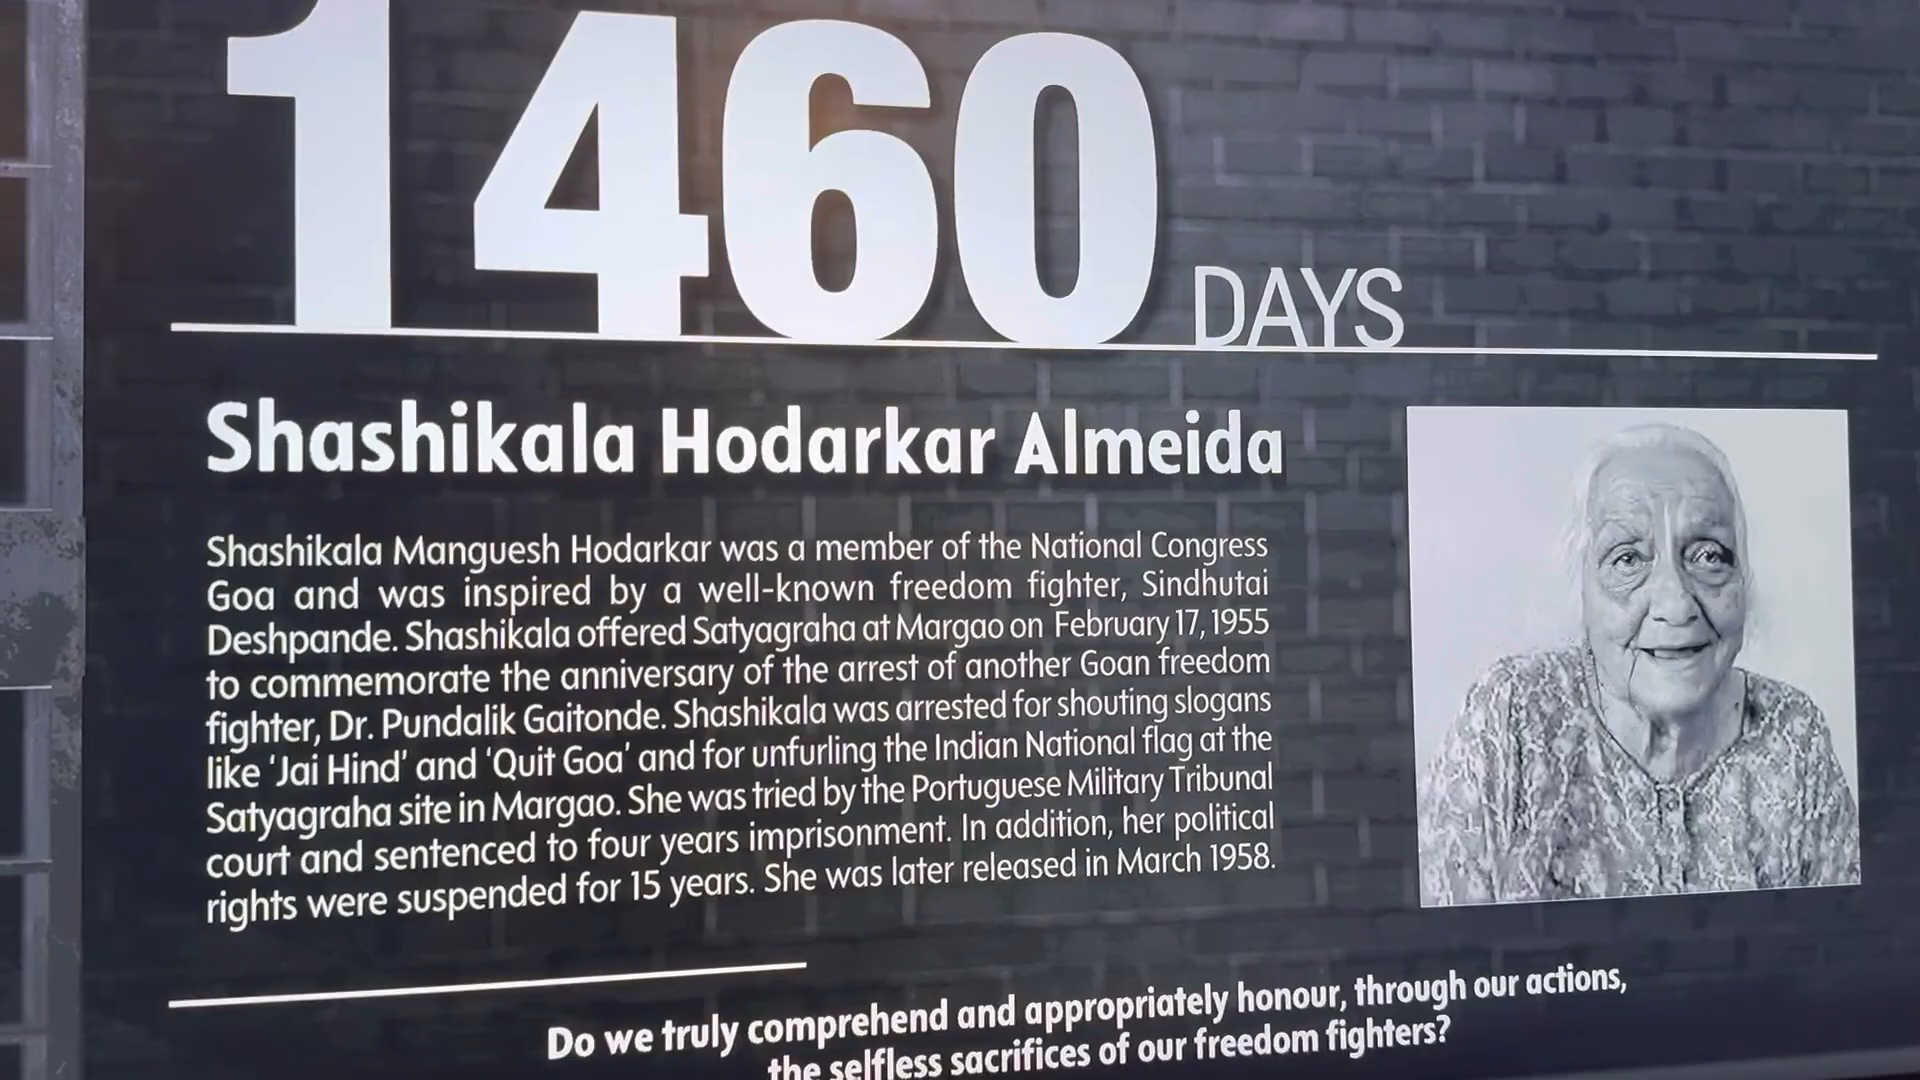 1460 DAYS
Shashikala Hodarkar Almeida
Shashikala Manguesh Hodarkar was a member of the National Congress
Goa and was inspired by a well-known freedom fighter, Sindhutai
Deshpande. Shashikala offered Satyagraha at Margao on February 17, 1955
to commemorate the anniversary of the arrest of another Goan freedom
fighter, Dr. Pundalik Gaitonde. Shashikala was arrested for shouting slogans
like ‘Jai Hind’ and ‘Quit Goa’ and for unfurling the Indian National flag at the
Satyagraha site in Margao. She was tried by the Portuguese Military Tribunal
court and sentenced to four years imprisonment. In addition, her political
rights were suspended for 15 years. She was later released in March 1958.
Do we truly comprehend and appropriately honour, through our actions,
the selfless sacrifices of our freedom fighters?